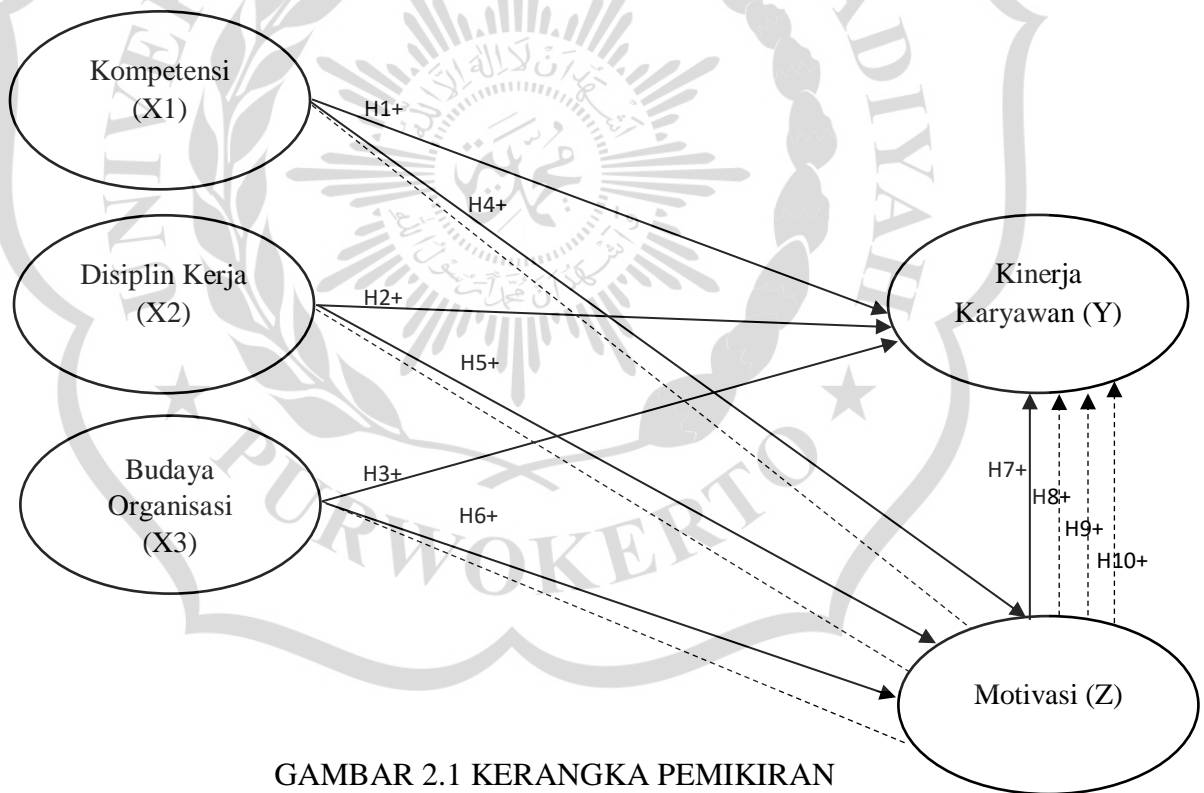 Kompetensi
(X1)
H1+
H4+
Disiplin Kerja
(X2)
H2+
H5+
Kinerja
Karyawan (Y)
Budaya
Organisasi
(X3)
H3+
H6+
H7+
H8+
H9+
H10+
Motivasi (Z)
PURWOKERTO
GAMBAR 2.1 KERANGKA PEMIKIRAN